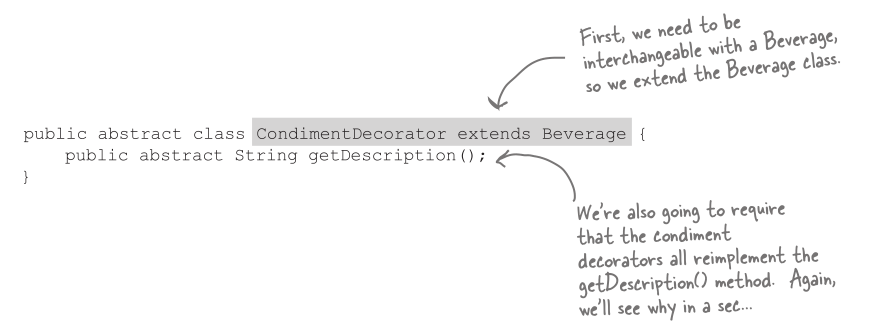 First, we need to be
interchangeable with a Beverage,
so we extend the Beverage class.
public abstract class CondimentDecorator extends Beverage {
public abstract String getDescription();
}
We're also going to require
that the condiment
decorators all reimplement the
getDescription() method. Again,
we'll see why in a sec...